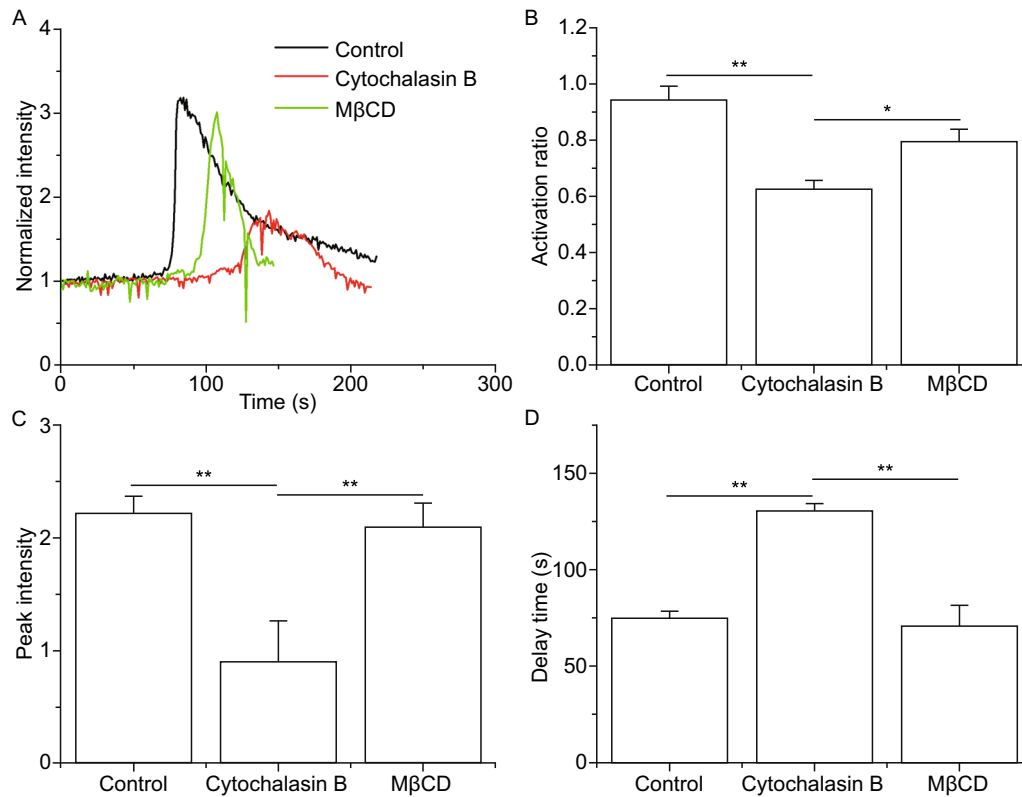 A
4
3
2
1
0
Normalized intensity
Control
Cytochalasin B
MβCD
0
100
200
300
Time (s)
B
1.2
1.0
0.8
0.6
0.4
0.2
0.0
Activation ratio
**
*
Control
Cytochalasin B
MβCD
C
3
2
1
0
Peak intensity
**
**
Control
Cytochalasin B
MβCD
D
150
100
50
0
Delay time (s)
**
**
Control
Cytochalasin B
MβCD